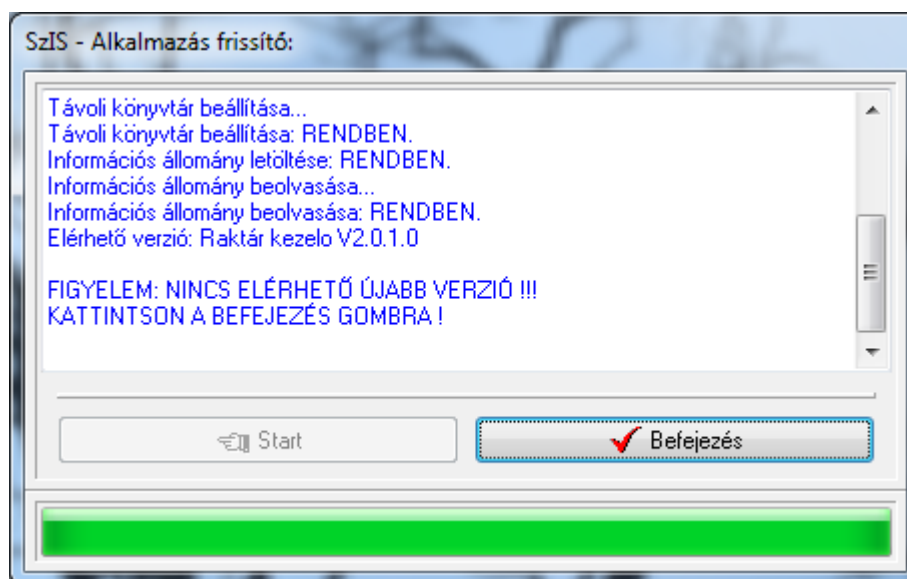 SzIS - Alkalmazás frissítő:
Távoli könyvtár beállítása...
Távoli könyvtár beállítása: RENDBEN.
Információs állomány letöltése: RENDBEN.
Információs állomány beolvasása...
Információs állomány beolvasása: RENDBEN.
Elérhető verzió: Raktár kezelo V2.0.1.0
FIGYELEM: NINCS ELÉRHETŐ ÚJABB VERZIÓ !!!
KATTINTSON A BEFEJEZÉS GOMBRA !
Start
Befejezés